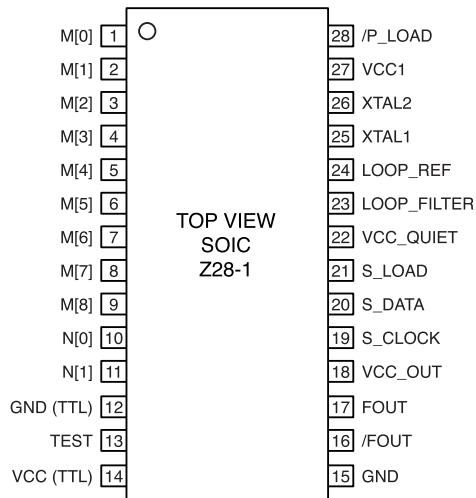 M[0] 1 28 /P_LOAD
M[1] 2 27 VCC1
M[2] 3 26 XTAL2
M[3] 4 25 XTAL1
M[4] 5 24 LOOP_REF
M[5] 6 23 LOOP_FILTER
M[6] 7 22 VCC_QUIET
M[7] 8 21 S_LOAD
M[8] 9 20 S_DATA
N[0] 10 19 S_CLOCK
N[1] 11 18 VCC_OUT
GND (TTL) 12 17 FOUT
TEST 13 16 /FOUT
VCC (TTL) 14 15 GND
TOP VIEW
SOIC
Z28-1